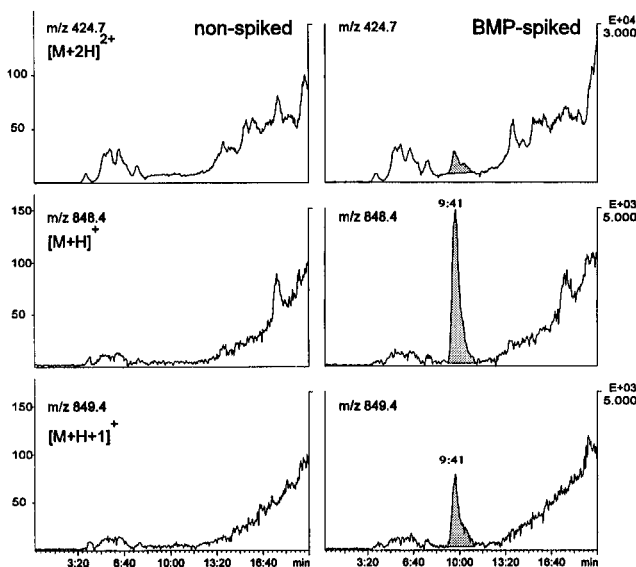 m/z 424.7 non-spiked
[M+2H]2+
100
50
m/z 424.7 BMP-spiked
E+04
3.000
m/z 848.4
[M+H]+
150
100
50
m/z 848.4
9:41
E+03
5.000
m/z 849.4
[M+H+1]+
150
100
50
3:20 6:40 10:00 13:20 16:40 min
m/z 849.4
9:41
E+03
5.000
3:20 6:40 10:00 13:20 16:40 min